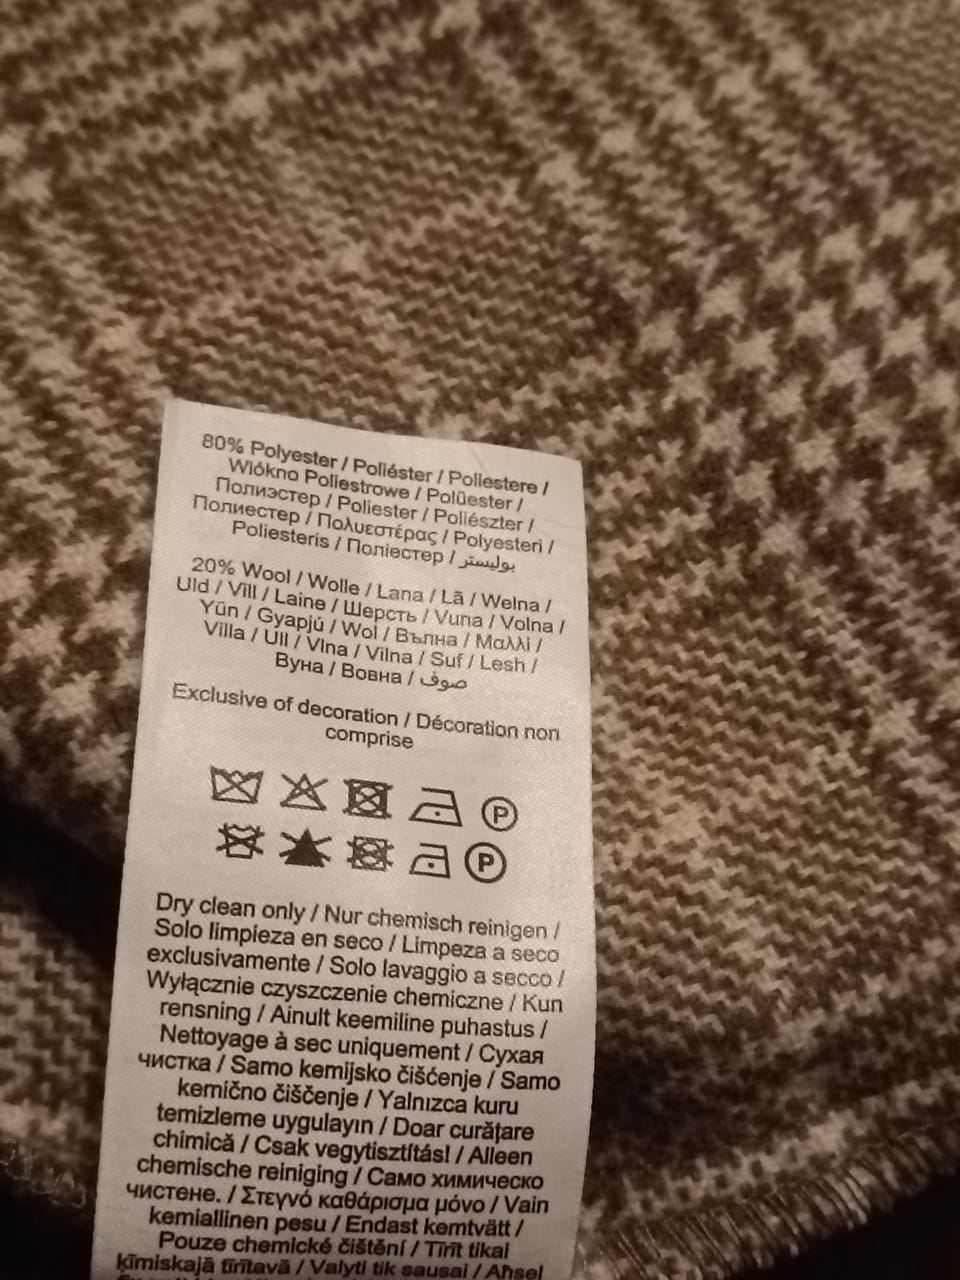 80% Polyester / Poliéster / Poliestere /
Włókno Poliestrowe / Polüester /
Полиэстер / Poliester / Poliészter /
Полиестер / Πολυεστέρας / Polyesteri /
Poliesteris / Поліестер / بوليستر
20% Wool / Wolle / Lana / Lã / Wełna /
Uld / Vill / Laine / Шерсть / Vuna / Volna /
Yün / Gyapjú / Wol / Вълна / Μαλλί /
Villa / Ull / Vlna / Vilna / Suf / Lesh /
Вуна / Вовна / صوف
Exclusive of decoration / Décoration non
comprise
P
P
Dry clean only / Nur chemisch reinigen /
Solo limpieza en seco / Limpeza a seco
exclusivamente / Solo lavaggio a secco /
Wyłącznie czyszczenie chemiczne / Kun
rensning / Ainult keemiline puhastus /
Nettoyage à sec uniquement / Сухая
чистка / Samo kemijsko čišćenje / Samo
kemično čiščenje / Yalnızca kuru
temizleme uygulayın / Doar curățare
chimică / Csak vegytisztítás! / Alleen
chemische reiniging / Само химическо
чистене. / Στεγνό καθάρισμα μόνο / Vain
kemiallinen pesu / Endast kemtvätt /
Pouze chemické čištění / Tīrīt tikai
ķīmiskajā tīrītavā / Valyti tik sausai / Aħsel